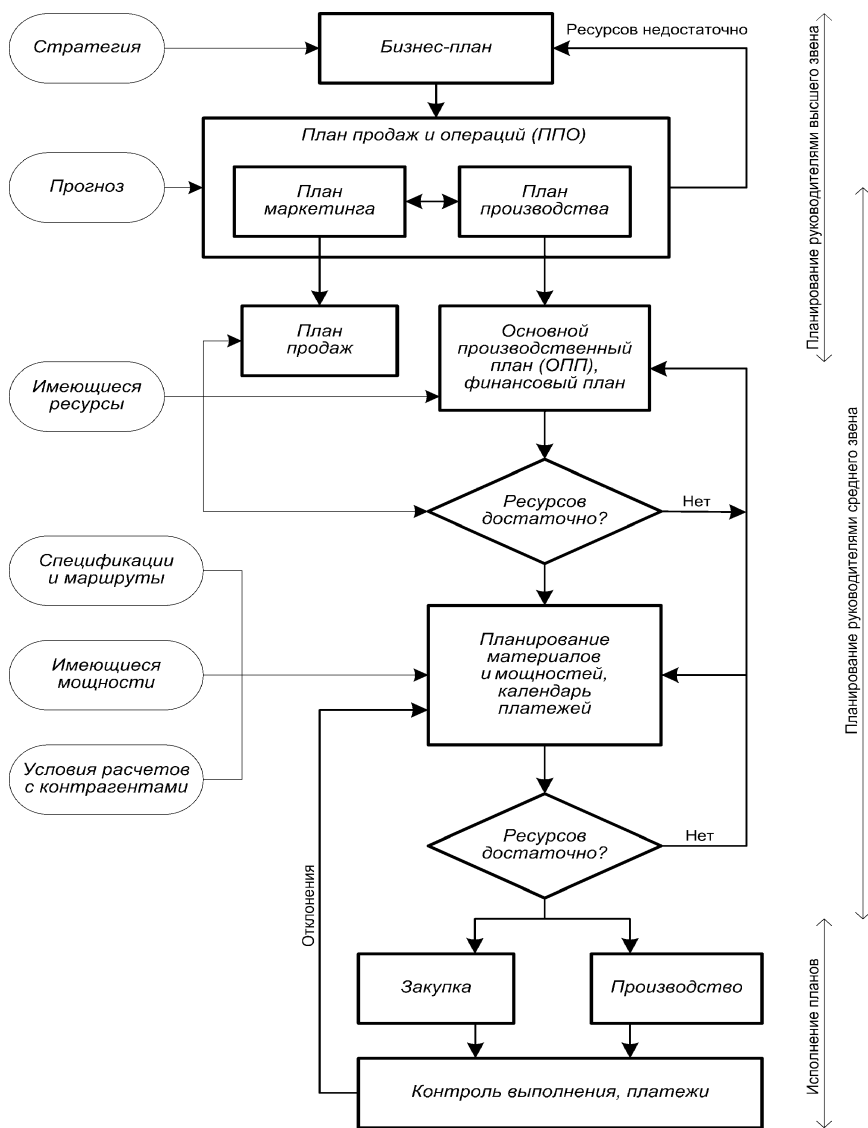 Стратегия
Бизнес-план
Ресурсов недостаточно
План продаж и операций (ППО)
Прогноз
План
маркетинга
План
производства
План
продаж
Основной
производственный
план (ОПП),
финансовый план
Имеющиеся
ресурсы
Ресурсов
достаточно?
Нет
Спецификации
и маршруты
Имеющиеся
мощности
Условия расчетов
с контрагентами
Планирование
материалов
и мощностей,
календарь
платежей
Ресурсов
достаточно?
Нет
Отклонения
Закупка
Производство
Контроль выполнения, платежи
Планирование руководителями высшего звена
Планирование руководителями среднего звена
Исполнение планов